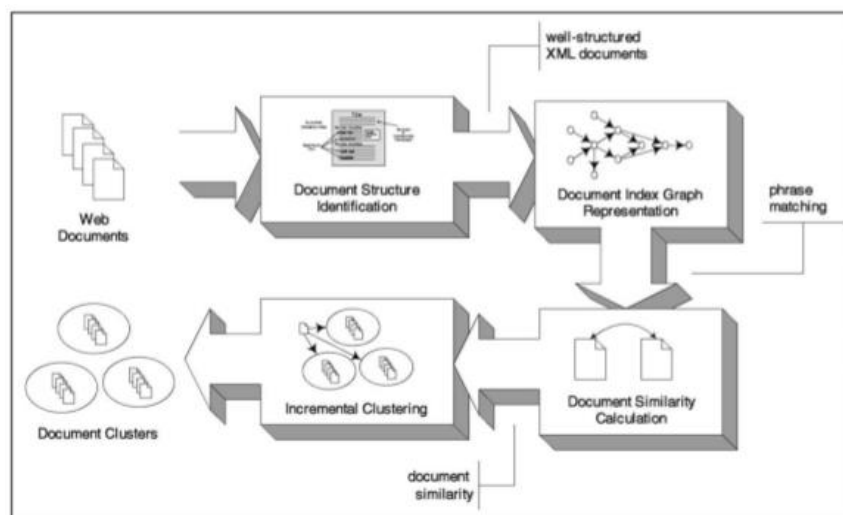 well-structured
XML documents
Document Structure
Identification
Document Index Graph
Representation
phrase
matching
Web
Documents
Incremental Clustering
Document Similarity
Calculation
Document Clusters
document
similarity